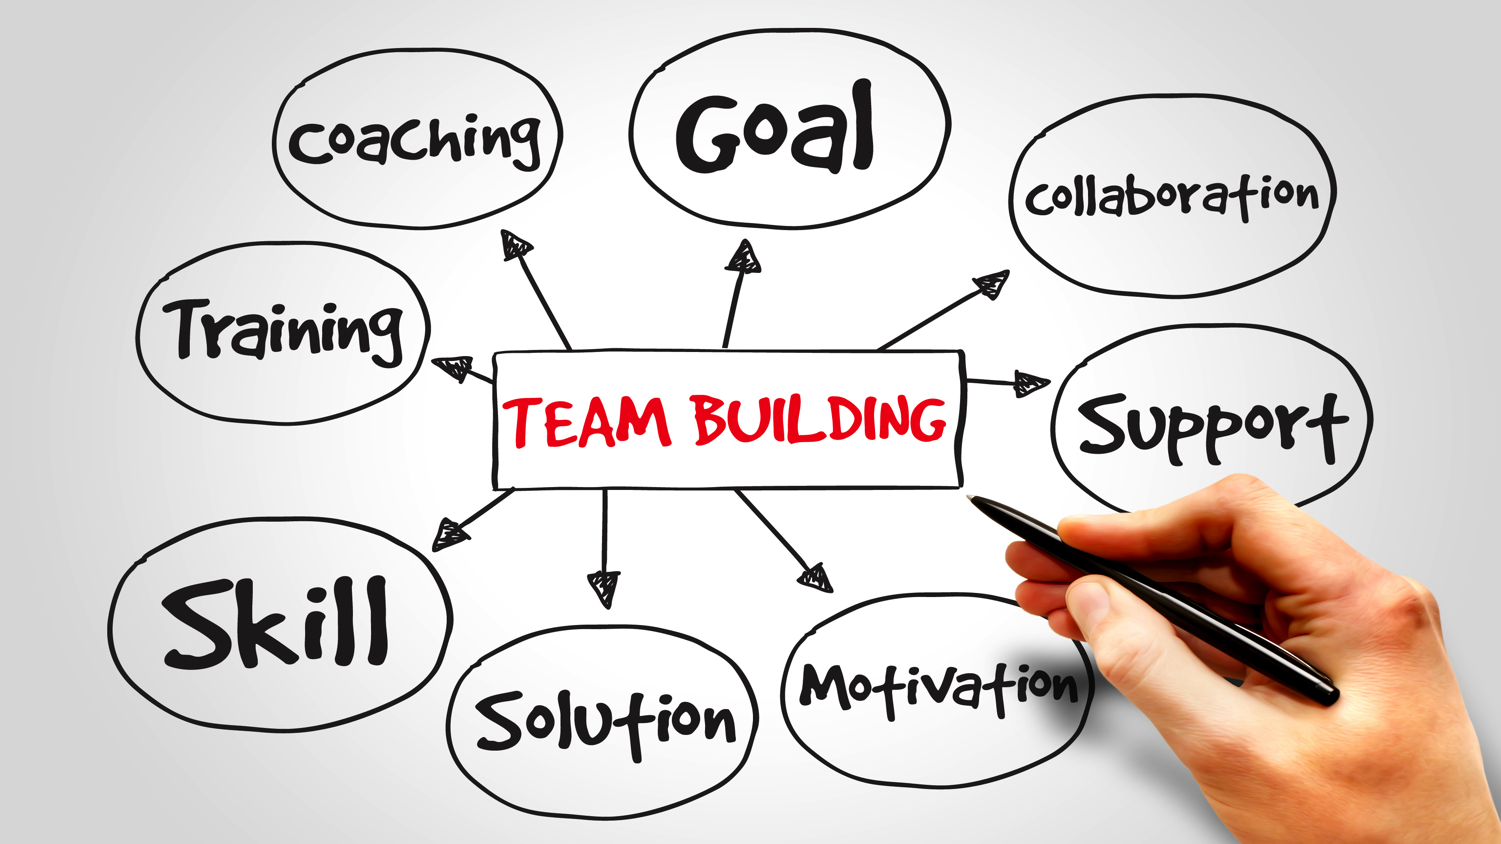 Coaching
Goal
collaboration
Training
TEAM BUILDING
Support
Skill
Solution
Motivation